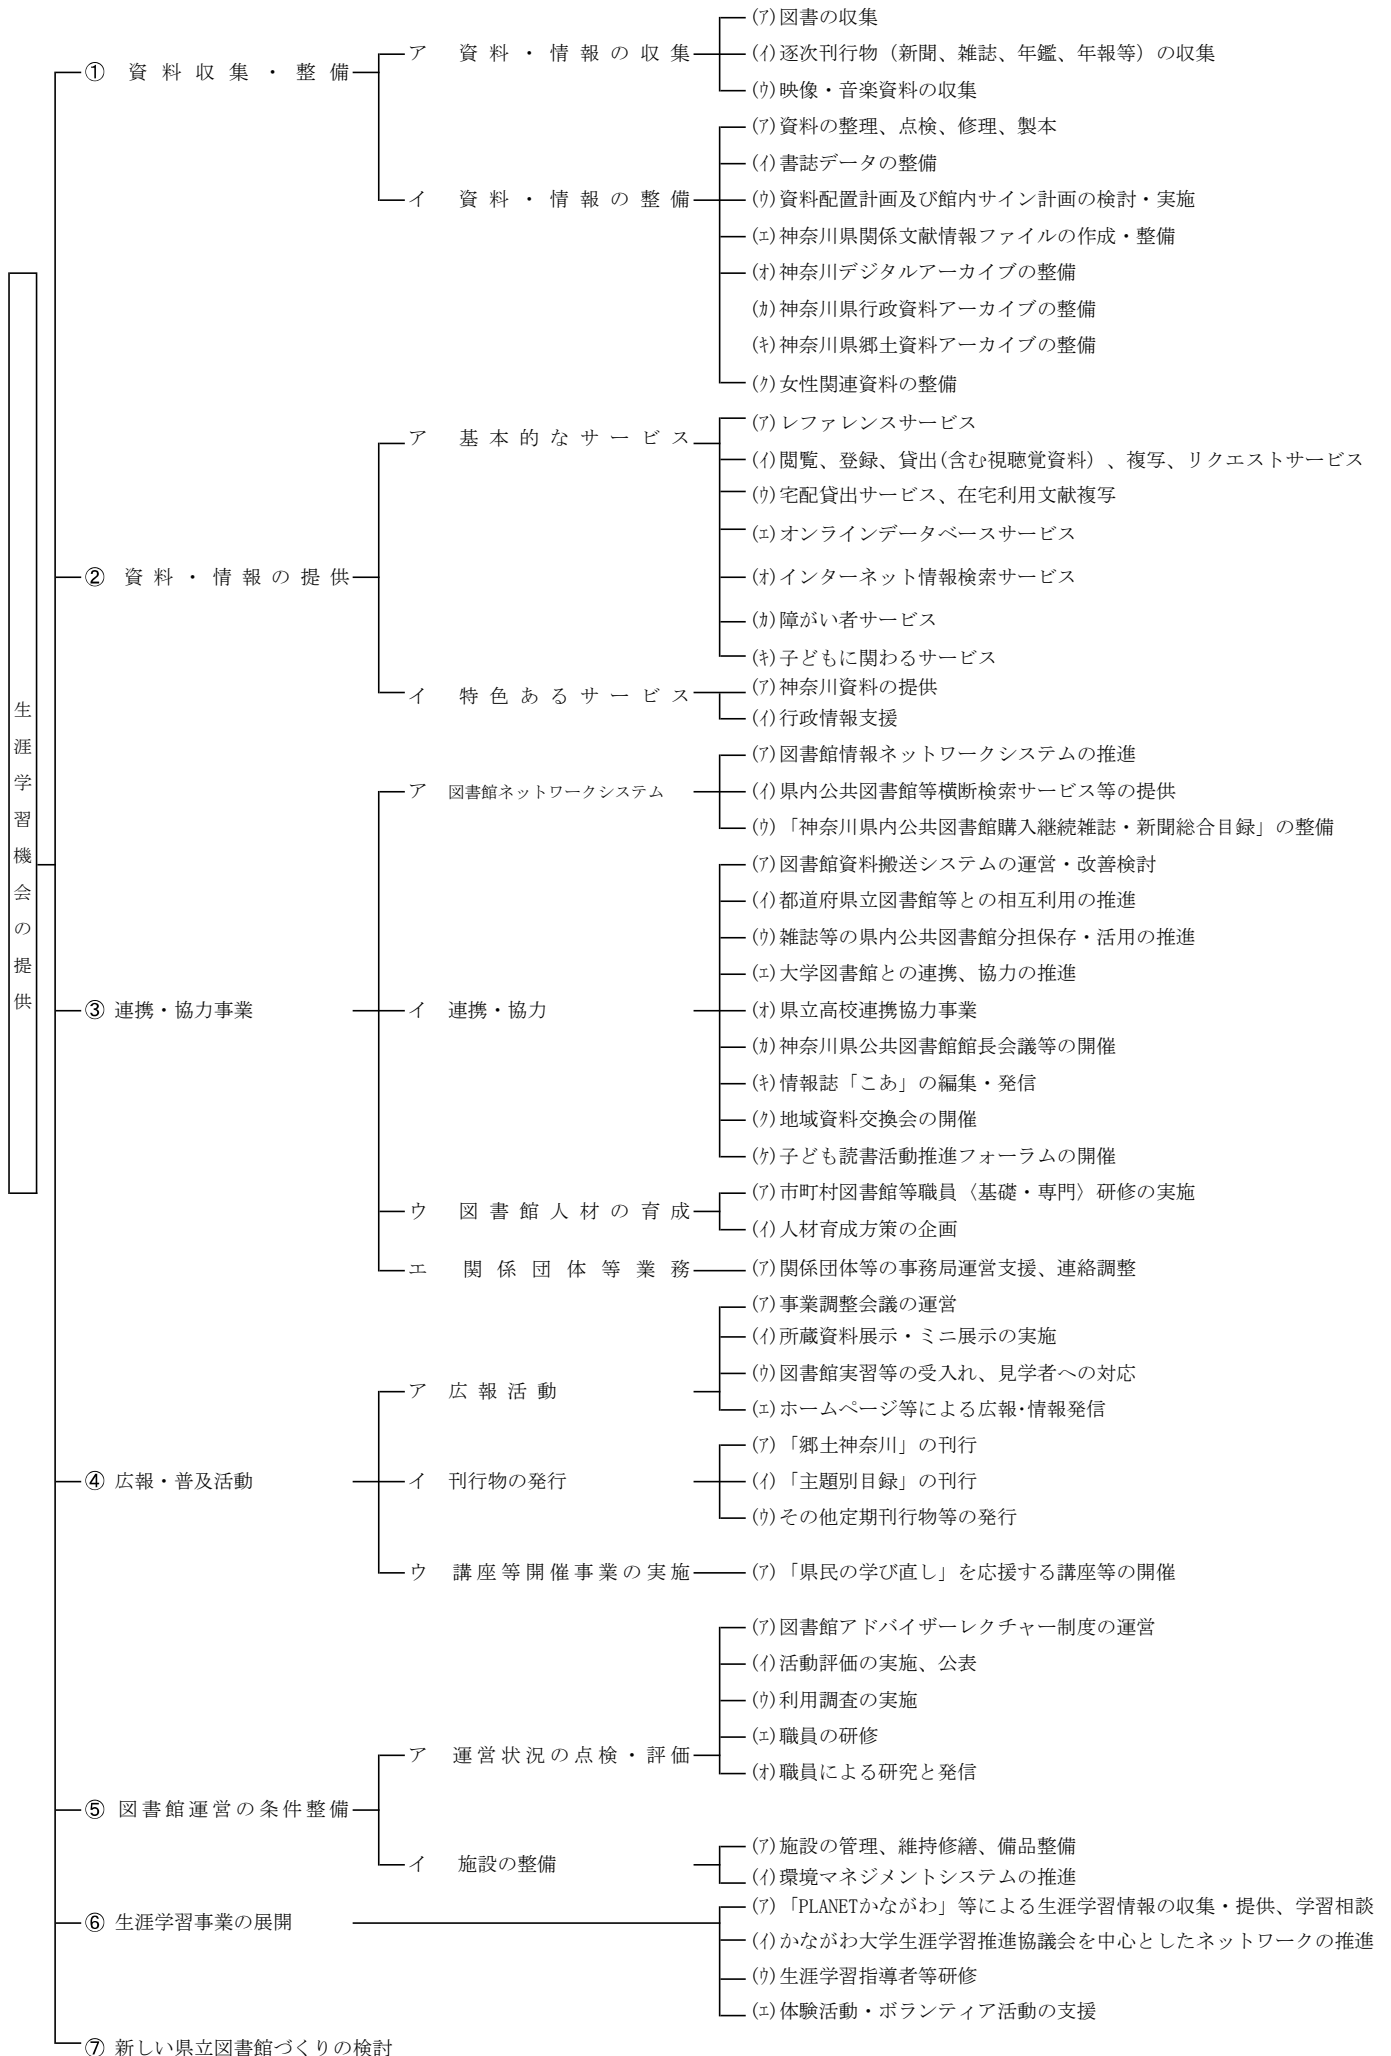 生涯学習機会の提供
① 資料収集・整備
ア 資料・情報の収集
(ｱ)図書の収集
(ｲ)逐次刊行物（新聞、雑誌、年鑑、年報等）の収集
(ｳ)映像・音楽資料の収集
イ 資料・情報の整備
(ｱ)資料の整理、点検、修理、製本
(ｲ)書誌データの整備
(ｳ)資料配置計画及び館内サイン計画の検討・実施
(ｴ)神奈川県関係文献情報ファイルの作成・整備
(ｵ)神奈川デジタルアーカイブの整備
(ｶ)神奈川県行政資料アーカイブの整備
(ｷ)神奈川県郷土資料アーカイブの整備
(ｸ)女性関連資料の整備
② 資料・情報の提供
ア 基本的なサービス
(ｱ)レファレンスサービス
(ｲ)閲覧、登録、貸出(含む視聴覚資料）、複写、リクエストサービス
(ｳ)宅配貸出サービス、在宅利用文献複写
(ｴ)オンラインデータベースサービス
(ｵ)インターネット情報検索サービス
(ｶ)障がい者サービス
(ｷ)子どもに関わるサービス
イ 特色あるサービス
(ｱ)神奈川資料の提供
(ｲ)行政情報支援
③ 連携・協力事業
ア 図書館ネットワークシステム
(ｱ)図書館情報ネットワークシステムの推進
(ｲ)県内公共図書館等横断検索サービス等の提供
(ｳ)「神奈川県内公共図書館購入継続雑誌・新聞総合目録」の整備
イ 連携・協力
(ｱ)図書館資料搬送システムの運営・改善検討
(ｲ)都道府県立図書館等との相互利用の推進
(ｳ)雑誌等の県内公共図書館分担保存・活用の推進
(ｴ)大学図書館との連携、協力の推進
(ｵ)県立高校連携協力事業
(ｶ)神奈川県公共図書館館長会議等の開催
(ｷ)情報誌「こあ」の編集・発信
(ｸ)地域資料交換会の開催
(ｹ)子ども読書活動推進フォーラムの開催
ウ 図書館人材の育成
(ｱ)市町村図書館等職員〈基礎・専門〉研修の実施
(ｲ)人材育成方策の企画
エ 関係団体等業務
(ｱ)関係団体等の事務局運営支援、連絡調整
④ 広報・普及活動
ア 広報活動
(ｱ)事業調整会議の運営
(ｲ)所蔵資料展示・ミニ展示の実施
(ｳ)図書館実習等の受入れ、見学者への対応
(ｴ)ホームページ等による広報･情報発信
イ 刊行物の発行
(ｱ)「郷土神奈川」の刊行
(ｲ)「主題別目録」の刊行
(ｳ)その他定期刊行物等の発行
ウ 講座等開催事業の実施
(ｱ)「県民の学び直し」を応援する講座等の開催
⑤ 図書館運営の条件整備
ア 運営状況の点検・評価
(ｱ)図書館アドバイザーレクチャー制度の運営
(ｲ)活動評価の実施、公表
(ｳ)利用調査の実施
(ｴ)職員の研修
(ｵ)職員による研究と発信
イ 施設の整備
(ｱ)施設の管理、維持修繕、備品整備
(ｲ)環境マネジメントシステムの推進
⑥ 生涯学習事業の展開
(ｱ)「PLANETかながわ」等による生涯学習情報の収集・提供、学習相談
(ｲ)かながわ大学生涯学習推進協議会を中心としたネットワークの推進
(ｳ)生涯学習指導者等研修
(ｴ)体験活動・ボランティア活動の支援
⑦ 新しい県立図書館づくりの検討